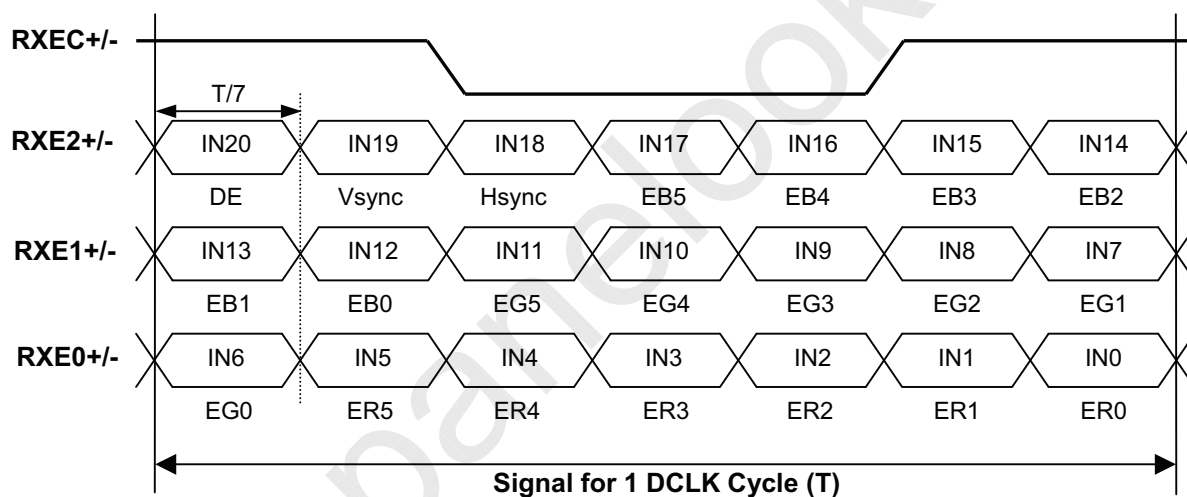 RXEC+/-
T/7
RXE2+/- IN20 IN19 IN18 IN17 IN16 IN15 IN14
DE Vsync Hsync EB5 EB4 EB3 EB2
RXE1+/- IN13 IN12 IN11 IN10 IN9 IN8 IN7
EB1 EB0 EG5 EG4 EG3 EG2 EG1
RXE0+/- IN6 IN5 IN4 IN3 IN2 IN1 IN0
EG0 ER5 ER4 ER3 ER2 ER1 ER0
Signal for 1 DCLK Cycle (T)
panelook